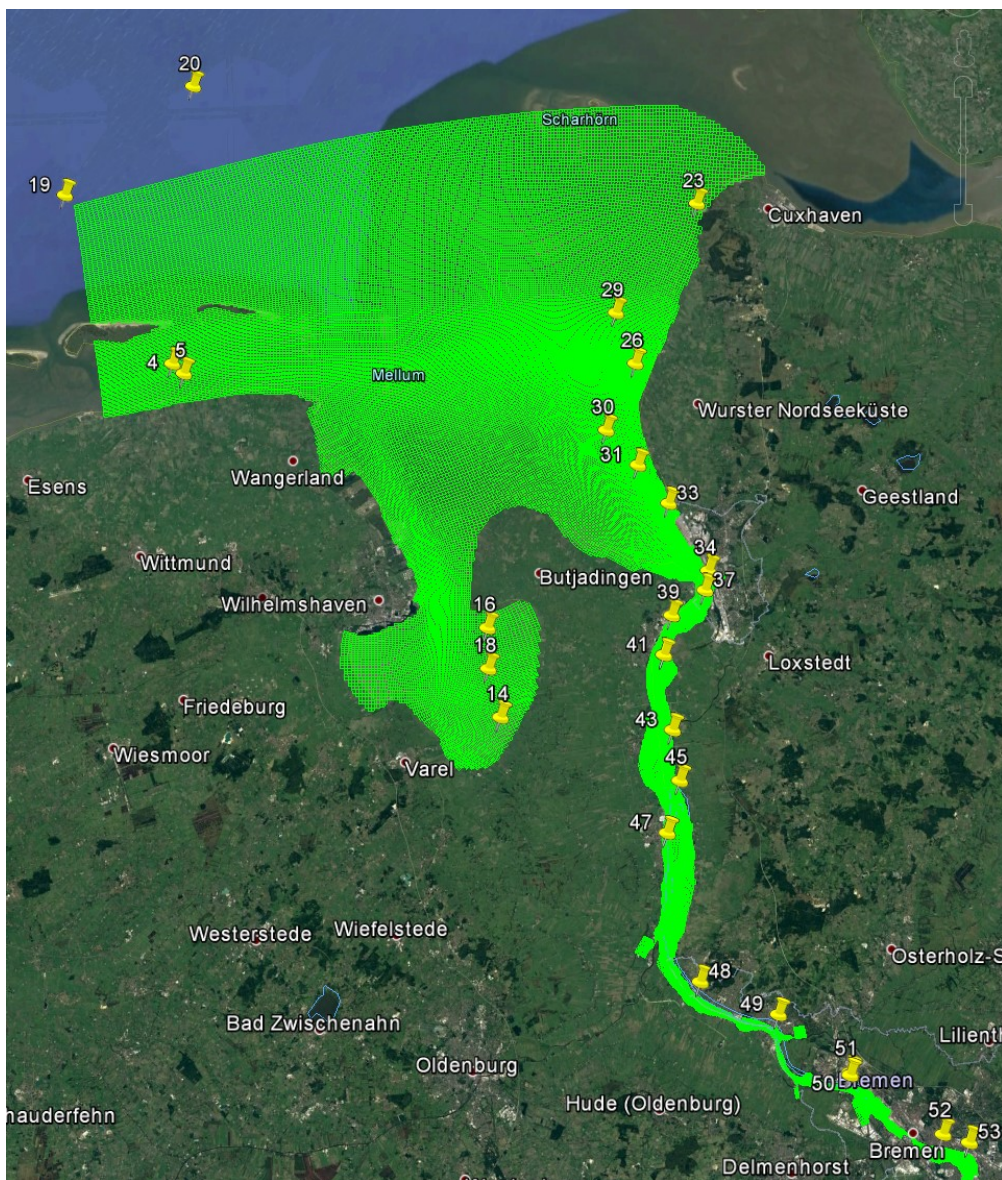 20
Scharhörn
19
23
Cuxhaven
29
26
4
5
Mellum
30
Wurster Nordseeküste
31
Wangerland
Esens
33
Geestland
34
Wittmund
Butjadingen
37
Wilhelmshaven
39
16
18
41
Loxstedt
Friedeburg
14
43
Wiesmoor
Varel
45
47
Westerstede
Wiefelstede
Osterholz-S
48
49
Bad Zwischenahn
Lilienth
Oldenburg
51
50
Bremen
hauderfehn
Hude (Oldenburg)
52
53
Bremen
Delmenhorst